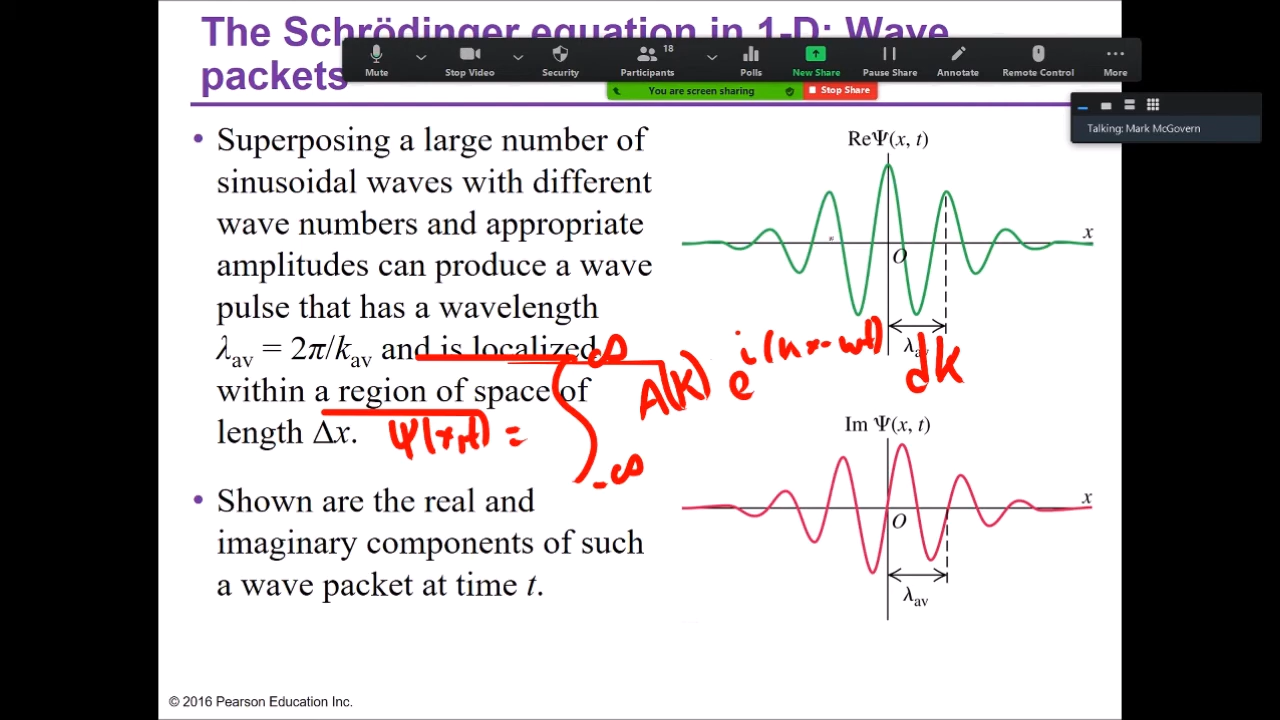 The Schrödinger equation in 1-D: Wave
packets
Mute
Stop Video
Security
18
Participants
Polls
New Share
Pause Share
Annotate
Remote Control
More
You are screen sharing
Stop Share
Talking: Mark McGovern
• Superposing a large number of
sinusoidal waves with different
wave numbers and appropriate
amplitudes can produce a wave
pulse that has a wavelength
λav = 2π/kav and is localized
within a region of space of
length Δx.
Ψ(x,t) = ∫ -∞ ∞ A(k) e^i(kx-ωt) dk
• Shown are the real and
imaginary components of such
a wave packet at time t.
ReΨ(x, t)
x
O
λav
Im Ψ(x, t)
x
O
λav
© 2016 Pearson Education Inc.